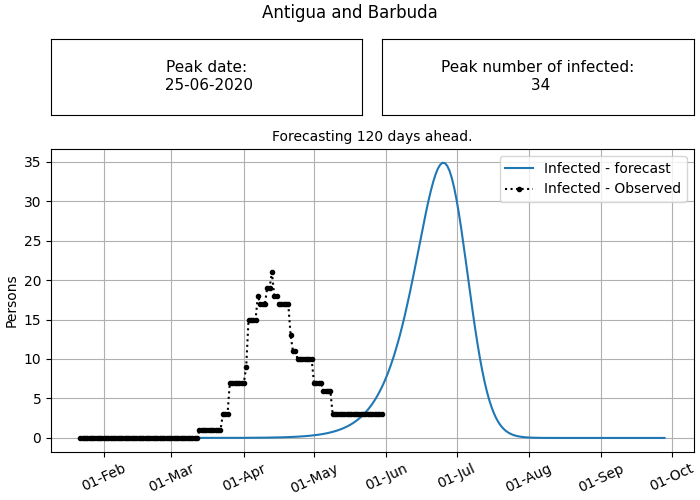 Antigua and Barbuda
Peak date:
25-06-2020
Peak number of infected:
34
Forecasting 120 days ahead.
Infected - forecast
Infected - Observed
Persons
35
30
25
20
15
10
5
0
01-Feb
01-Mar
01-Apr
01-May
01-Jun
01-Jul
01-Aug
01-Sep
01-Oct